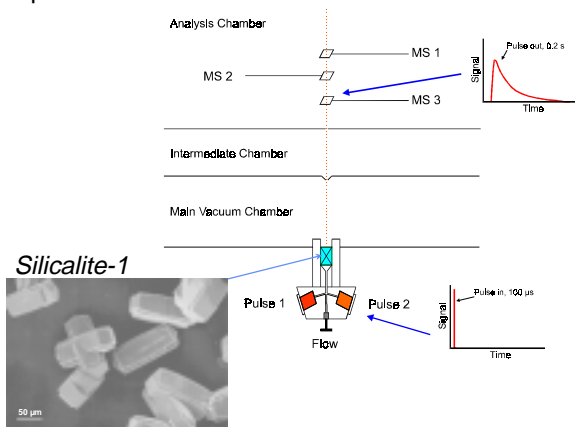 Analysis Chamber
MS 1
MS 2
MS 3
Signal
Pulse out, 0.2 s
Time
Intermediate Chamber
Main Vacuum Chamber
Silicalite-1
Pulse 1
Pulse 2
Flow
Signal
Pulse in, 100 µs
Time
50 µm